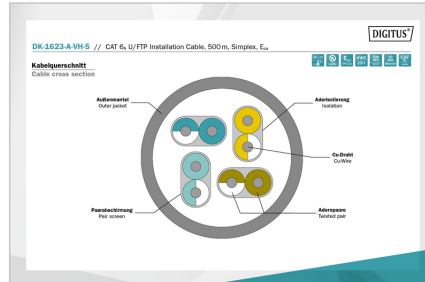 DIGITUS®
DK-1623-A-VH-5 // CAT 6A U/FTP Installation Cable, 500 m, Simplex, Eca
Kabelquerschnitt
Cable cross section
Außenmantel
Outer jacket
Aderisolierung
Isolation
Cu-Draht
Cu-Wire
Paarabschirmung
Pair screen
Adernpaare
Twisted pair